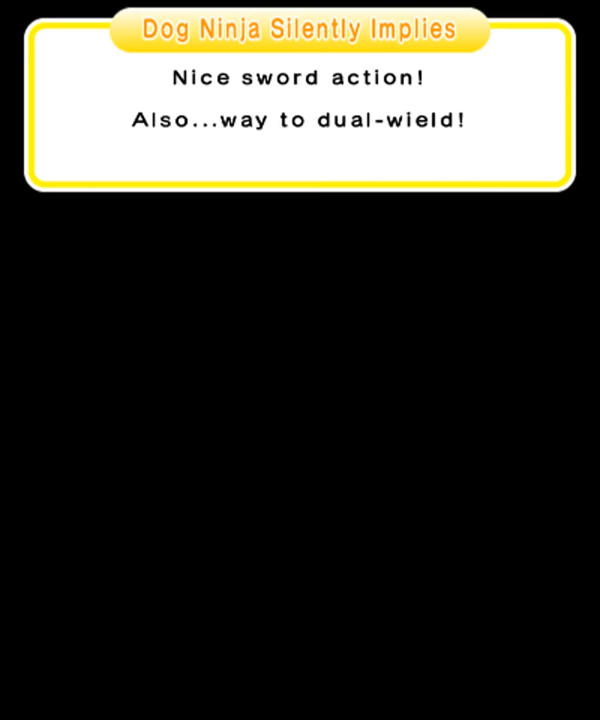 Dog Ninja Silently Implies
Nice sword action!
Also...way to dual-wield!